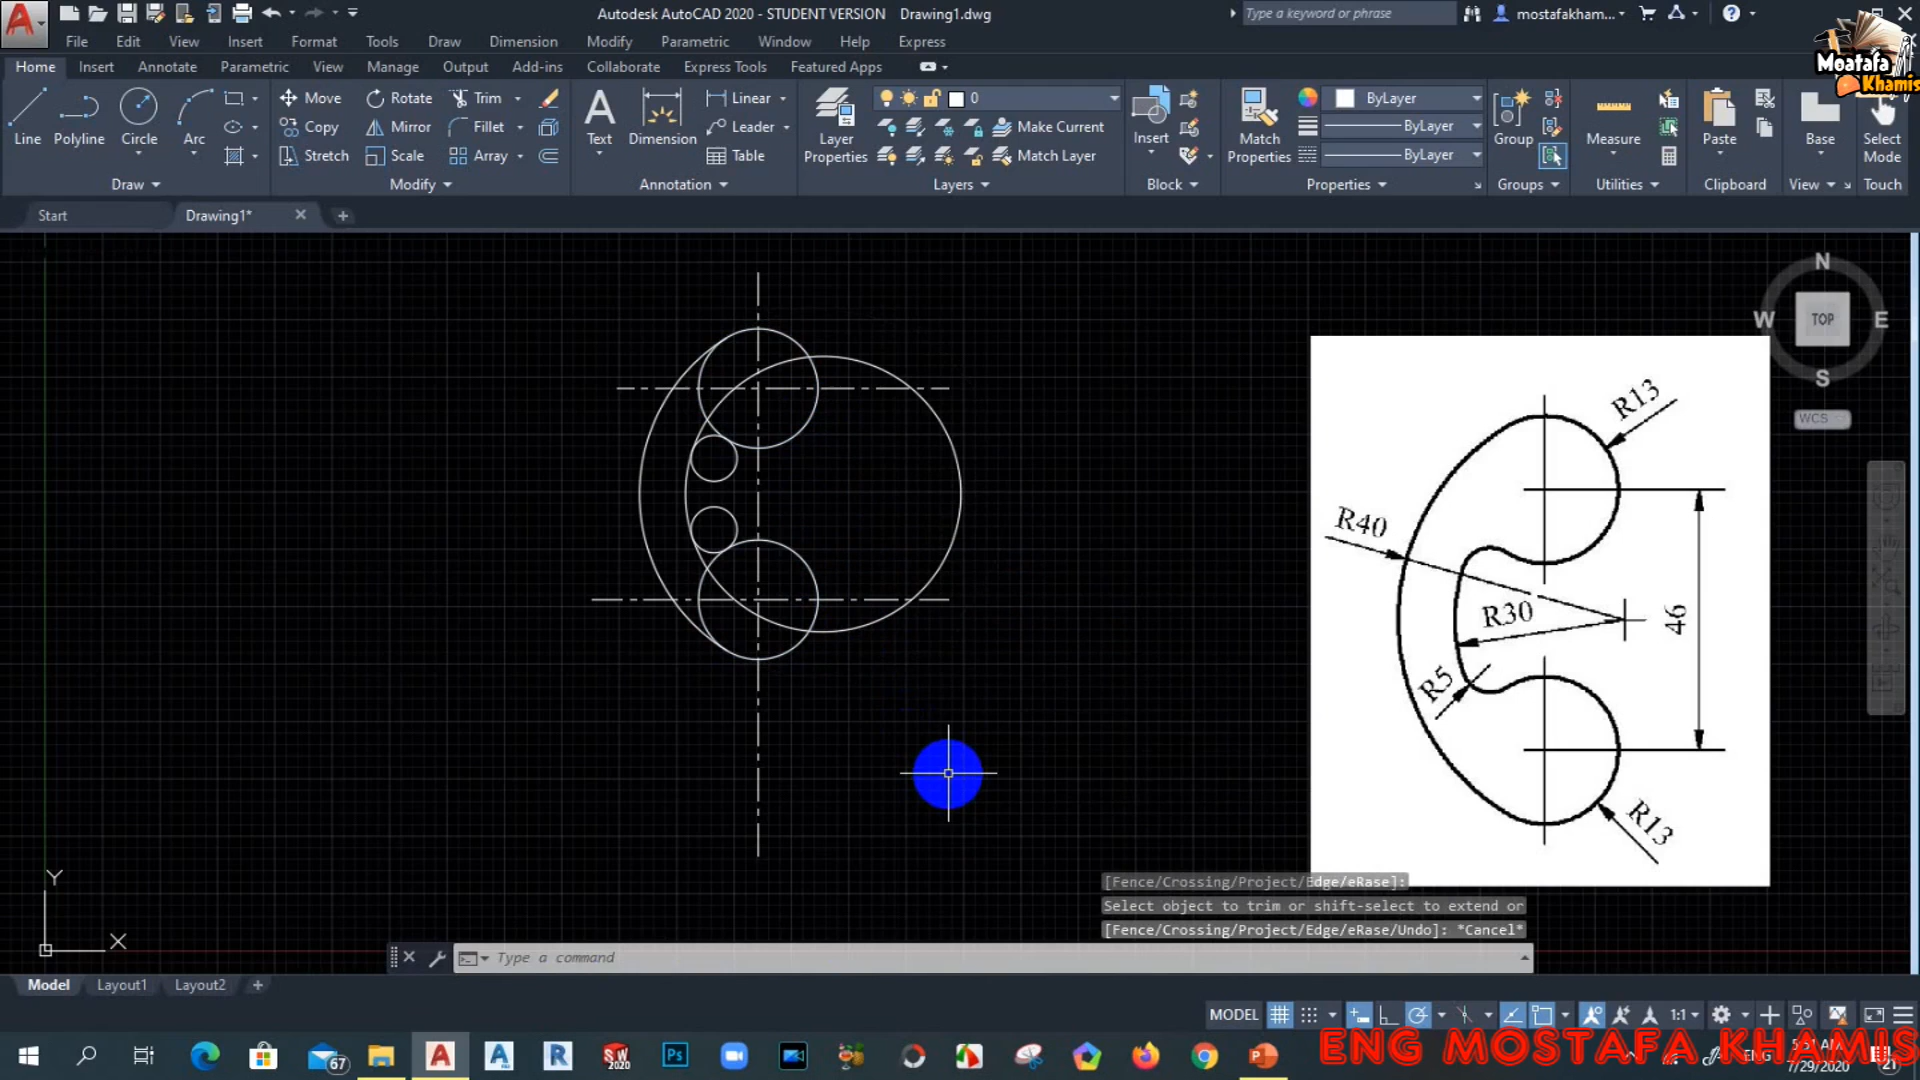 Autodesk AutoCAD 2020 - STUDENT VERSION Drawing1.dwg
Type a keyword or phrase
mostafakham...
Moatafa
Khamis
File Edit View Insert Format Tools Draw Dimension Modify Parametric Window Help Express
Home Insert Annotate Parametric View Manage Output Add-ins Collaborate Express Tools Featured Apps
Line Polyline Circle Arc
Move Rotate Trim
Copy Mirror Fillet
Stretch Scale Array
Text Dimension
Linear
Leader
Table
Layer Properties
0
Make Current
Match Layer
Insert
Match Properties
ByLayer
ByLayer
ByLayer
Group
Measure
Paste
Base
Select Mode
Draw Modify Annotation Layers Block Properties Groups Utilities Clipboard View Touch
Start Drawing1*
N
W TOP E
S
WCS
R13
R40
R30
46
R5
R13
Y
X
[Fence/Crossing/Project/Edge/eRase]:
Select object to trim or shift-select to extend or
[Fence/Crossing/Project/Edge/eRase/Undo]: *Cancel*
Type a command
Model Layout1 Layout2
MODEL 1:1
ENG MOSTAFA KHAMIS
67
SW
2020
Ps
7/29/2020
21